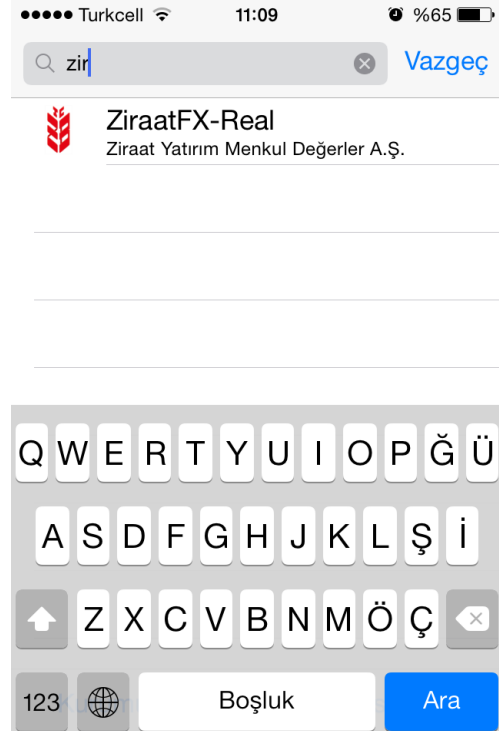 Turkcell 11:09 %65
zir Vazgeç
ZiraatFX-Real
Ziraat Yatırım Menkul Değerler A.Ş.
Q W E R T Y U I O P Ğ Ü
A S D F G H J K L Ş İ
Z X C V B N M Ö Ç
123 Boşluk Ara